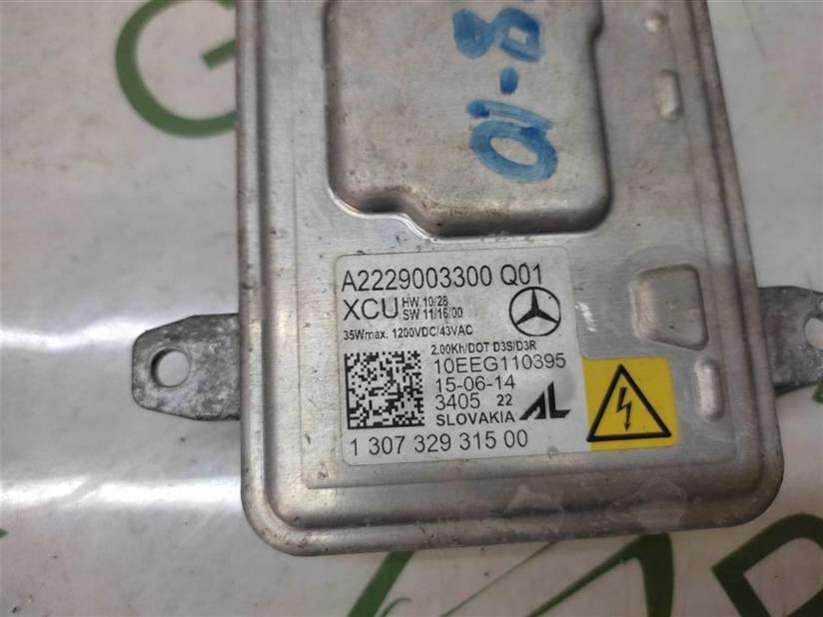 01-8
A2229003300 Q01
XCU HW 10/28
SW 11/16/00
35Wmax. 1200VDC/43VAC
2.00Kh/DOT D3S/D3R
10EEG110395
15-06-14
3405 22
SLOVAKIA AL
1 307 329 315 00
G